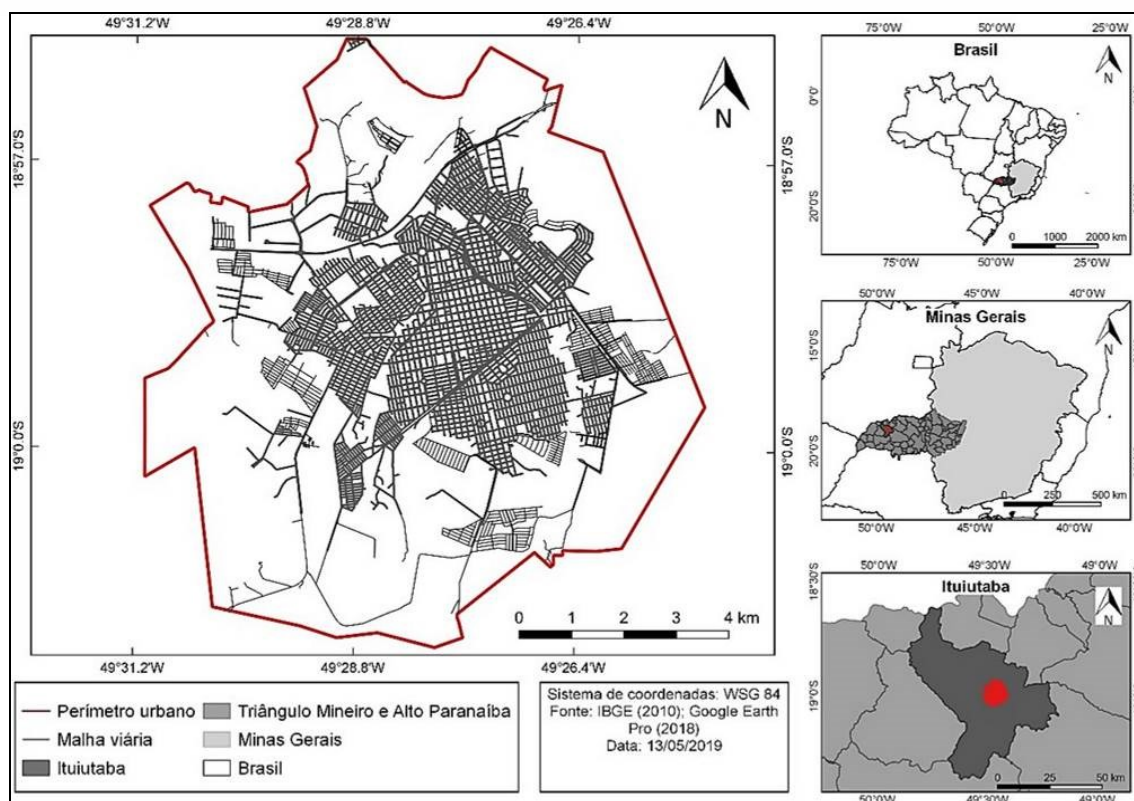 49°31.2'W 49°28.8'W 49°26.4'W
18°57.0'S 18°57.0'S
19°0.0'S 19°0.0'S
N
0 1 2 3 4 km
49°31.2'W 49°28.8'W 49°26.4'W
Perímetro urbano
Malha viária
Ituiutaba
Triângulo Mineiro e Alto Paranaíba
Minas Gerais
Brasil
Sistema de coordenadas: WSG 84
Fonte: IBGE (2010); Google Earth
Pro (2018)
Data: 13/05/2019
75°0'W 50°0'W 25°0'W
Brasil
N
0°0'
20°0'S
0 1000 2000 km
75°0'W 50°0'W 25°0'W
50°0'W 45°0'W 40°0'W
Minas Gerais
N
15°0'S
20°0'S
0 250 500 km
50°0'W 45°0'W 40°0'W
50°0'W 49°30'W 49°0'W
Ituiutaba
N
18°30'S
19°0'S
0 25 50 km
50°0'W 49°30'W 49°0'W